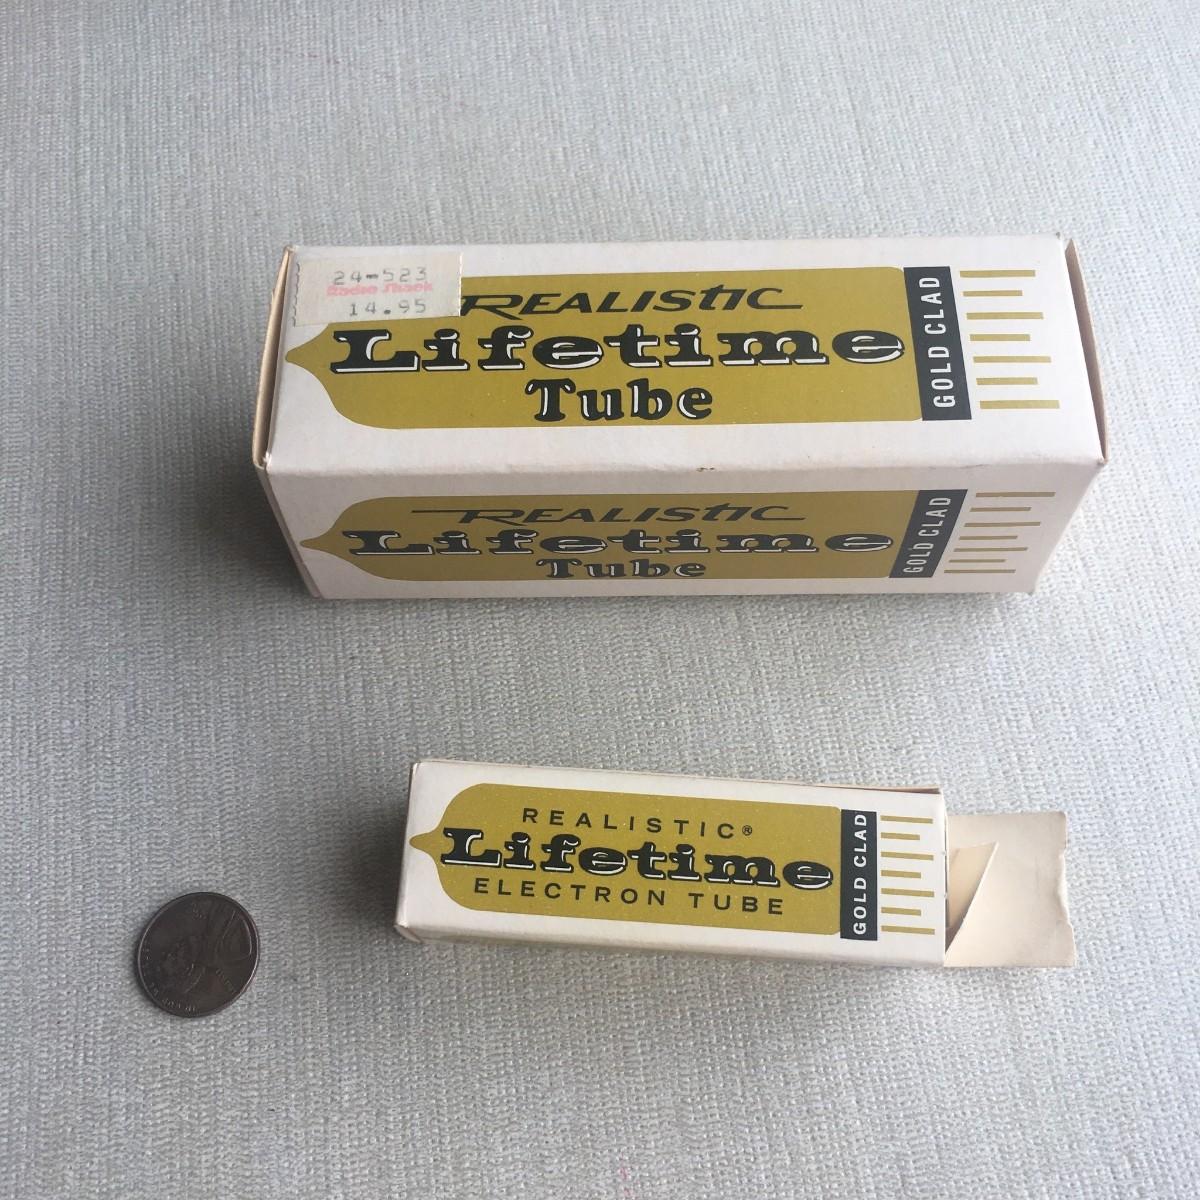 24-523
Radio Shack
14.95
REALISTIC
Lifetime
Tube
GOLD CLAD
REALISTIC
Lifetime
Tube
GOLD CLAD
REALISTIC®
Lifetime
ELECTRON TUBE
GOLD CLAD